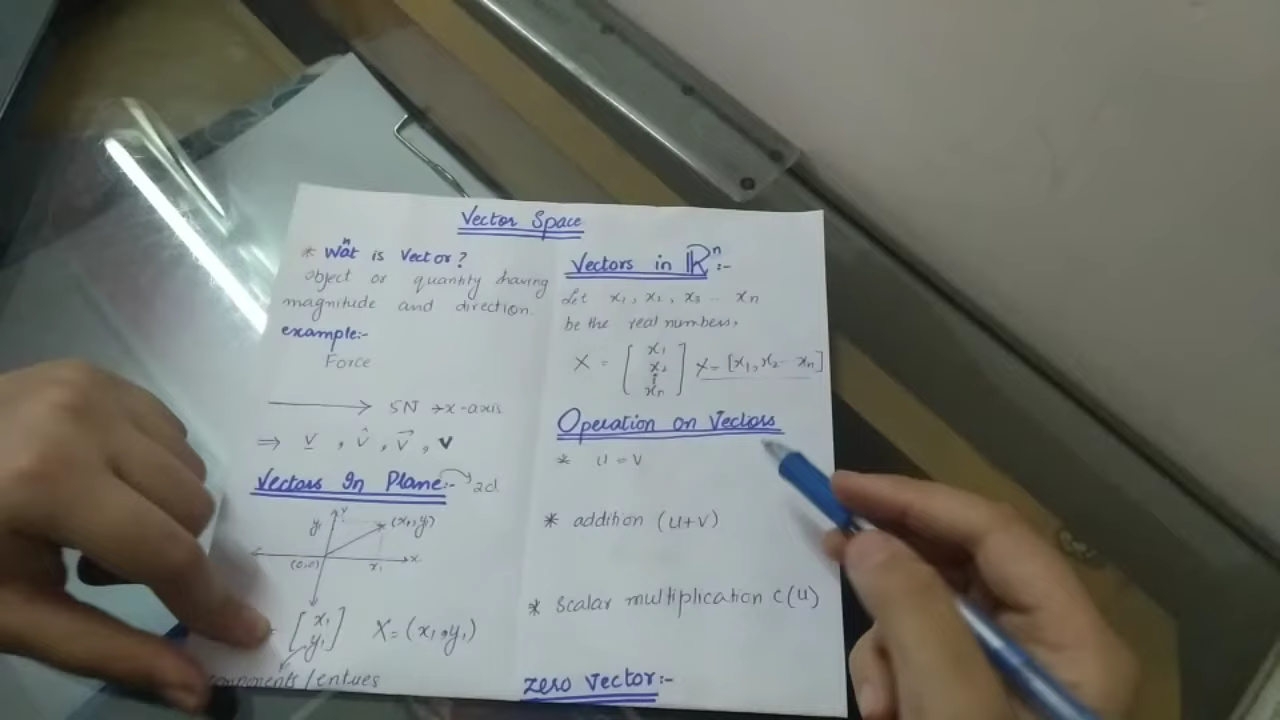 Vector Space
* What is Vector?
object or quantity having
magnitude and direction.
example:-
Force
5N → x-axis
⇒ v , v̂ , v⃗ , v
Vectors In Plane:- 2d
y₁ Y (x₁,y₁)
(0,0) x₁ x
[x₁ y₁] X = (x₁,y₁)
components/entries
Vectors in ℝⁿ:-
Let x₁, x₂, x₃ -- xₙ
be the real numbers,
X = [x₁ x₂ ⋮ xₙ] X = [x₁, x₂ -- xₙ]
Operation on Vectors
* u = v
* addition (u+v)
* Scalar multiplication c(u)
zero vector:-